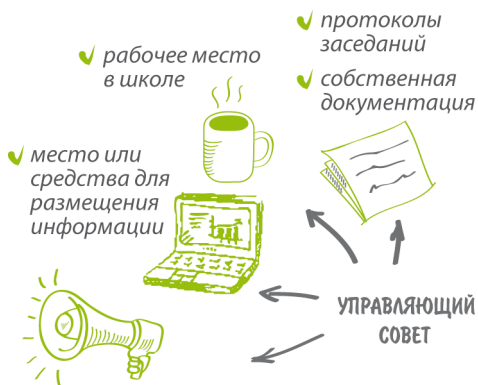 протоколы
заседаний
рабочее место
в школе
собственная
документация
место или
средства для
размещения
информации
УПРАВЛЯЮЩИЙ
СОВЕТ